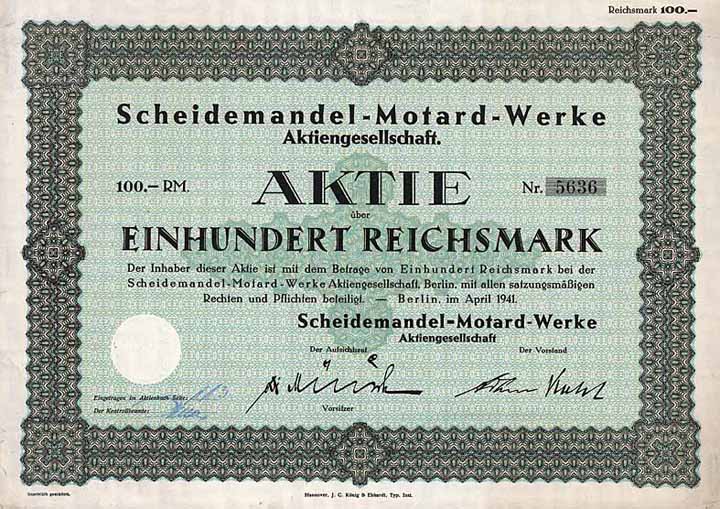 Reichsmark 100.—
Scheidemandel-Motard-Werke
Aktiengesellschaft.
100.— RM.
AKTIE
Nr. 5636
über
EINHUNDERT REICHSMARK
Der Inhaber dieser Aktie ist mit dem Betrage von Einhundert Reichsmark bei der
Scheidemandel-Motard-Werke Aktiengesellschaft, Berlin, mit allen satzungsmäßigen
Rechten und Pflichten beteiligt. — Berlin, im April 1941.
Scheidemandel-Motard-Werke
Aktiengesellschaft
Der Aufsichtsrat
Der Vorstand
Eingetragen im Aktienbuch Seite:
Der Kontrollbeamte:
Vorsitzer
Hannover, J. C. König & Ebhardt, Typ. Inst.